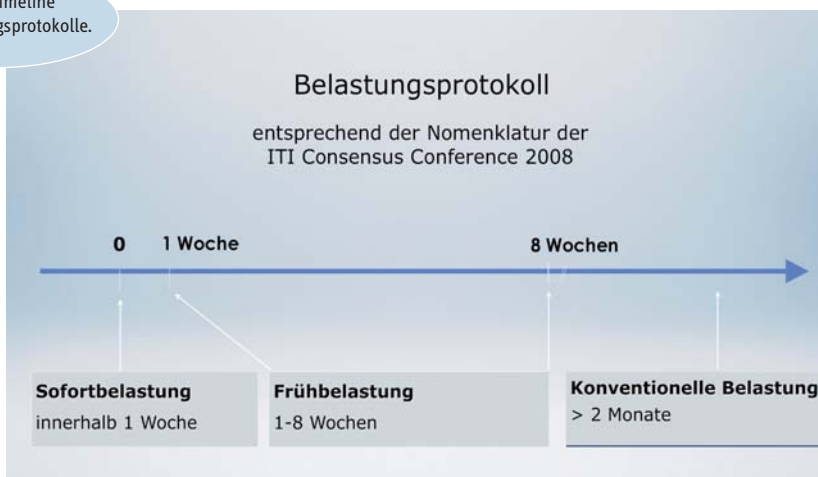 gsprotokolle.
Belastungsprotokoll
entsprechend der Nomenklatur der
ITI Consensus Conference 2008
0 1 Woche 8 Wochen
Sofortbelastung
innerhalb 1 Woche
Frühbelastung
1-8 Wochen
Konventionelle Belastung
> 2 Monate